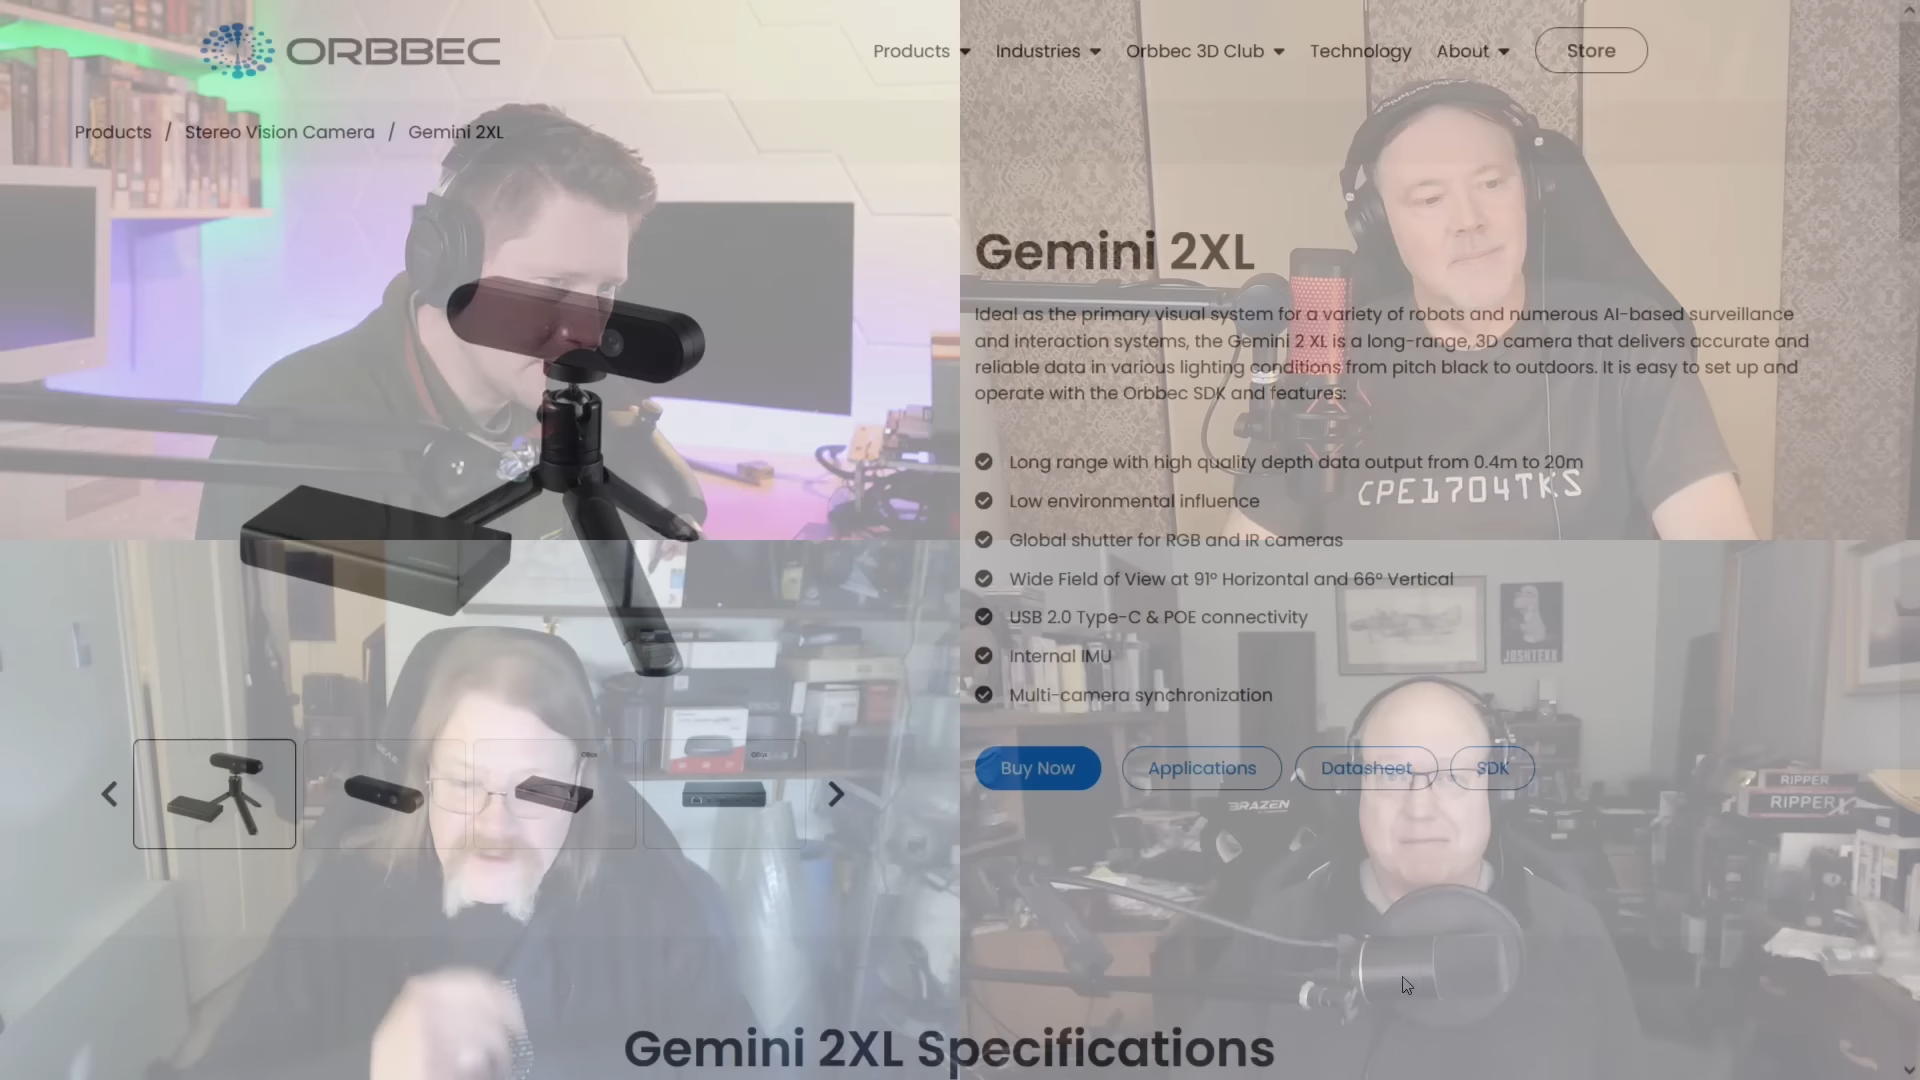 ORBBEC
Products Industries Orbbec 3D Club Technology About Store
Products / Stereo Vision Camera / Gemini 2XL
Gemini 2XL
Ideal as the primary visual system for a variety of robots and numerous AI-based surveillance
and interaction systems, the Gemini 2 XL is a long-range, 3D camera that delivers accurate and
reliable data in various lighting conditions from pitch black to outdoors. It is easy to set up and
operate with the Orbbec SDK and features:
Long range with high quality depth data output from 0.4m to 20m
CPE1704TKS
Low environmental influence
Global shutter for RGB and IR cameras
Wide Field of View at 91° Horizontal and 66° Vertical
USB 2.0 Type-C & POE connectivity
Internal IMU
Multi-camera synchronization
Buy Now Applications Datasheet SDK
RIPPER
RIPPER
BRAZEN
Gemini 2XL Specifications